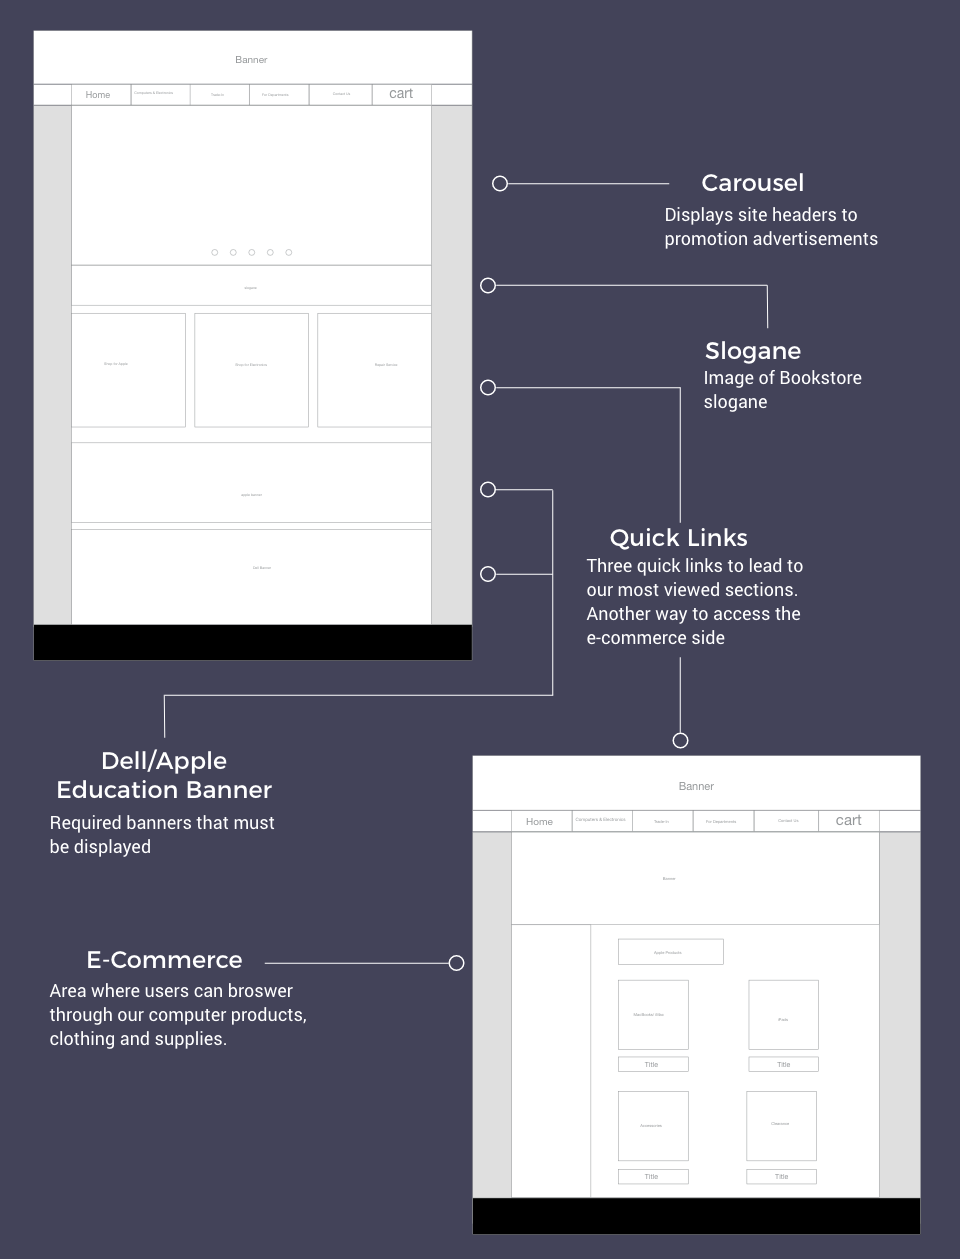 Banner
Home
Computers & Electronics
Trade In
For Departments
Contact Us
cart
Carousel
Displays site headers to
promotion advertisements
slogane
Slogane
Image of Bookstore
slogane
Shop for Apple
Shop for Electronics
Repair Service
Apple banner
Dell Banner
Quick Links
Three quick links to lead to
our most viewed sections.
Another way to access the
e-commerce side
Dell/Apple
Education Banner
Required banners that must
be displayed
E-Commerce
Area where users can broswer
through our computer products,
clothing and supplies.
Banner
Home
Computers & Electronics
Trade In
For Departments
Contact Us
cart
Banner
Apple Products
iPads
Title
Title
Accessories
Clearance
Title
Title